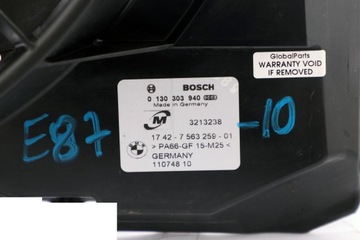 GlobalParts
WARRANTY VOID
IF REMOVED
BOSCH
0 130 303 940
Made in Germany
M 3213238
17 42 - 7 563 259 - 01
> PA66-GF 15-M25 <
GERMANY
110748 10
E87
-10